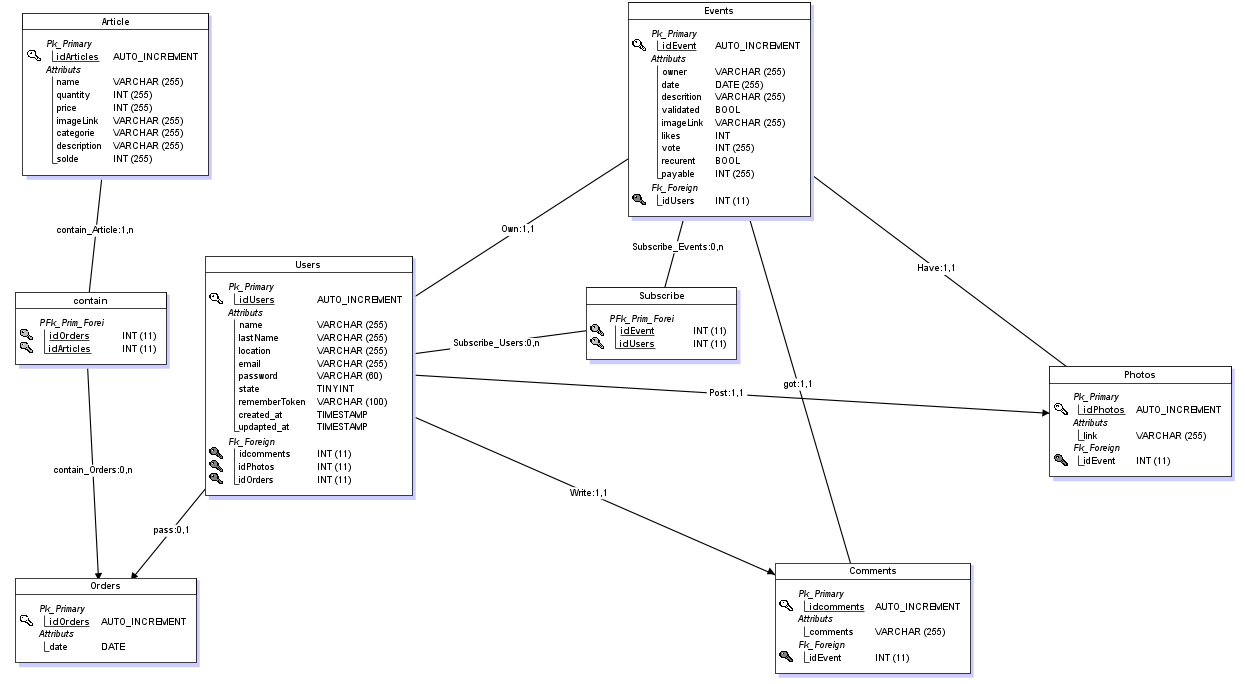 Article
Pk_Primary
idArticles AUTO_INCREMENT
Attributs
name VARCHAR (255)
quantity INT (255)
price INT (255)
imageLink VARCHAR (255)
categorie VARCHAR (255)
description VARCHAR (255)
solde INT (255)
Events
Pk_Primary
idEvent AUTO_INCREMENT
Attributs
owner VARCHAR (255)
date DATE (255)
descrition VARCHAR (255)
validated BOOL
imageLink VARCHAR (255)
likes INT
vote INT (255)
recurent BOOL
payable INT (255)
Fk_Foreign
idUsers INT (11)
contain_Article:1,n
Own:1,1
Subscribe_Events:0,n
Have:1,1
Users
Pk_Primary
idUsers AUTO_INCREMENT
Attributs
name VARCHAR (255)
lastName VARCHAR (255)
location VARCHAR (255)
email VARCHAR (255)
password VARCHAR (60)
state TINYINT
rememberToken VARCHAR (100)
created_at TIMESTAMP
updapted_at TIMESTAMP
Fk_Foreign
idcomments INT (11)
idPhotos INT (11)
idOrders INT (11)
contain
PFk_Prim_Forei
idOrders INT (11)
idArticles INT (11)
Subscribe
PFk_Prim_Forei
idEvent INT (11)
idUsers INT (11)
Subscribe_Users:0,n
Post:1,1
got:1,1
Photos
Pk_Primary
idPhotos AUTO_INCREMENT
Attributs
link VARCHAR (255)
Fk_Foreign
idEvent INT (11)
contain_Orders:0,n
Write:1,1
pass:0,1
Orders
Pk_Primary
idOrders AUTO_INCREMENT
Attributs
date DATE
Comments
Pk_Primary
idcomments AUTO_INCREMENT
Attributs
comments VARCHAR (255)
Fk_Foreign
idEvent INT (11)